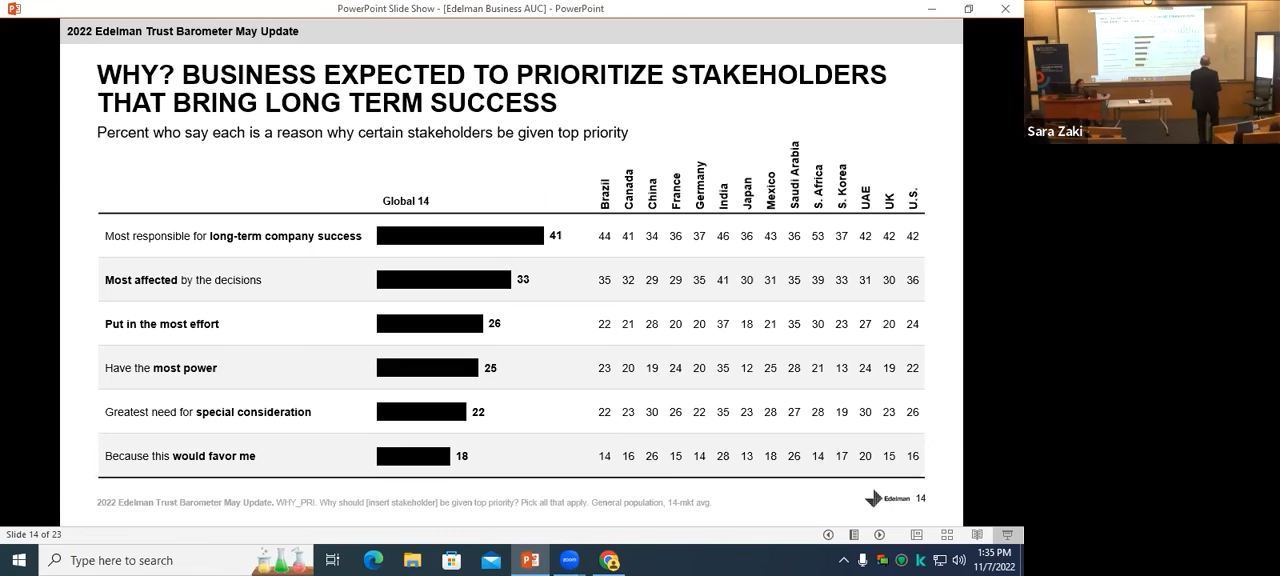 PowerPoint Slide Show - [Edelman Business AUC] - PowerPoint
2022 Edelman Trust Barometer May Update
WHY? BUSINESS EXPECTED TO PRIORITIZE STAKEHOLDERS
THAT BRING LONG TERM SUCCESS
Percent who say each is a reason why certain stakeholders be given top priority
Sara Zaki
Global 14 Brazil Canada China France Germany India Japan Mexico Saudi Arabia S. Africa S. Korea UAE UK U.S.
Most responsible for long-term company success 41 44 41 34 36 37 46 36 43 36 53 37 42 42 42
Most affected by the decisions 33 35 32 29 29 35 41 30 31 35 39 33 31 30 36
Put in the most effort 26 22 21 28 20 20 37 18 21 35 30 23 27 20 24
Have the most power 25 23 20 19 24 20 35 12 25 28 21 13 24 19 22
Greatest need for special consideration 22 22 23 30 26 22 35 23 28 27 28 19 30 23 26
Because this would favor me 18 14 16 26 15 14 28 13 18 26 14 17 20 15 16
2022 Edelman Trust Barometer May Update. WHY_PRI. Why should [insert stakeholder] be given top priority? Pick all that apply. General population, 14-mkt avg.
Edelman 14
Slide 14 of 23
Type here to search
1:35 PM
11/7/2022